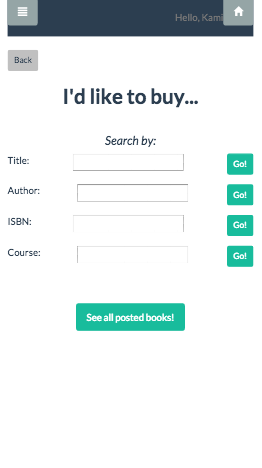 Hello, Kami
Back
I'd like to buy...
Search by:
Title: Go!
Author: Go!
ISBN: Go!
Course: Go!
See all posted books!